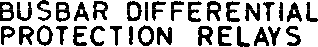 BUSBAR DIFFERENTIAL
PROTECTION RELAYS